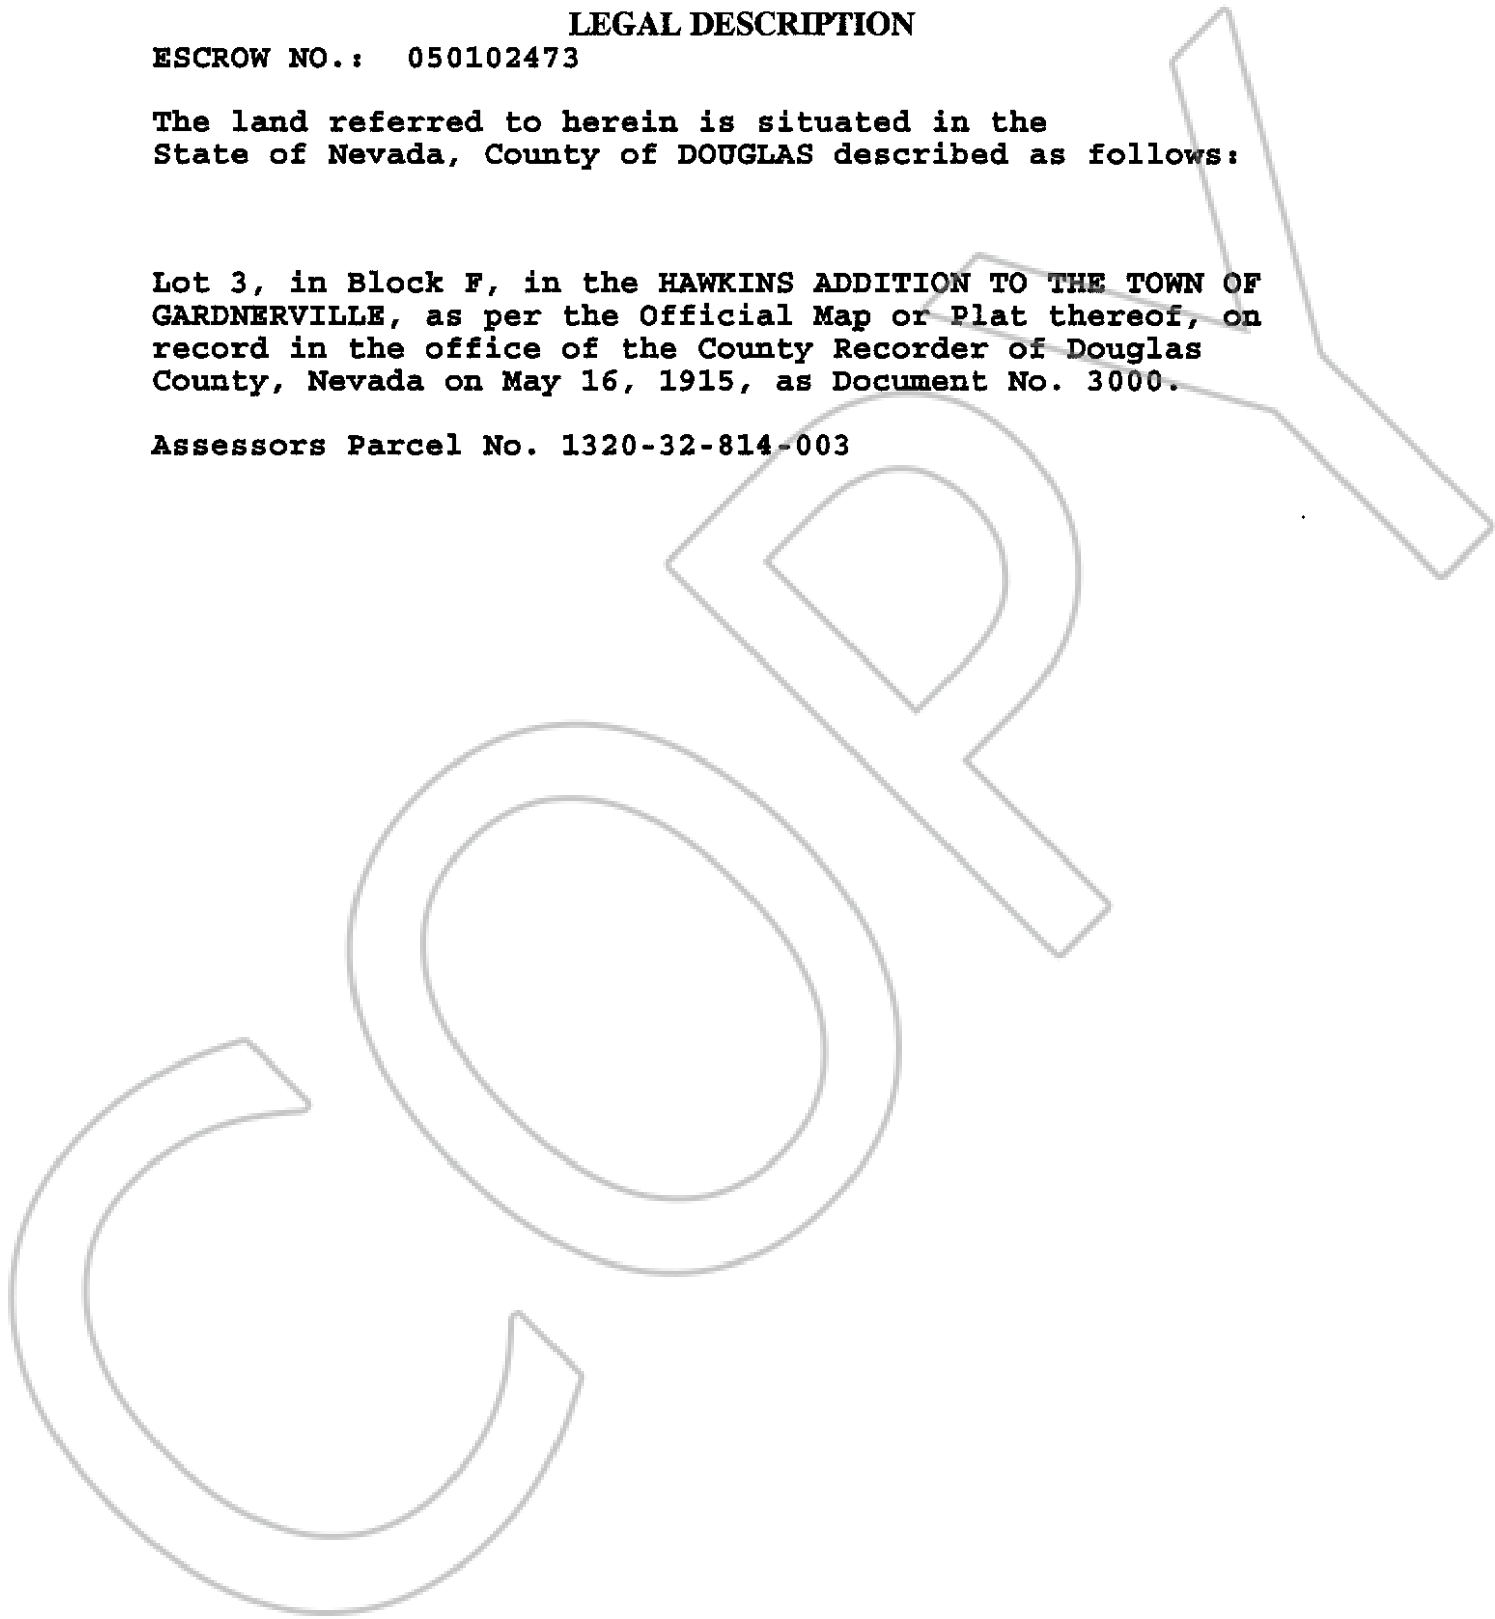 LEGAL DESCRIPTION
ESCROW NO.: 050102473
The land referred to herein is situated in the
State of Nevada, County of DOUGLAS described as follows:
Lot 3, in Block F, in the HAWKINS ADDITION TO THE TOWN OF
GARDNERVILLE, as per the Official Map or Plat thereof, on
record in the office of the County Recorder of Douglas
County, Nevada on May 16, 1915, as Document No. 3000.
Assessors Parcel No. 1320-32-814-003
COPY